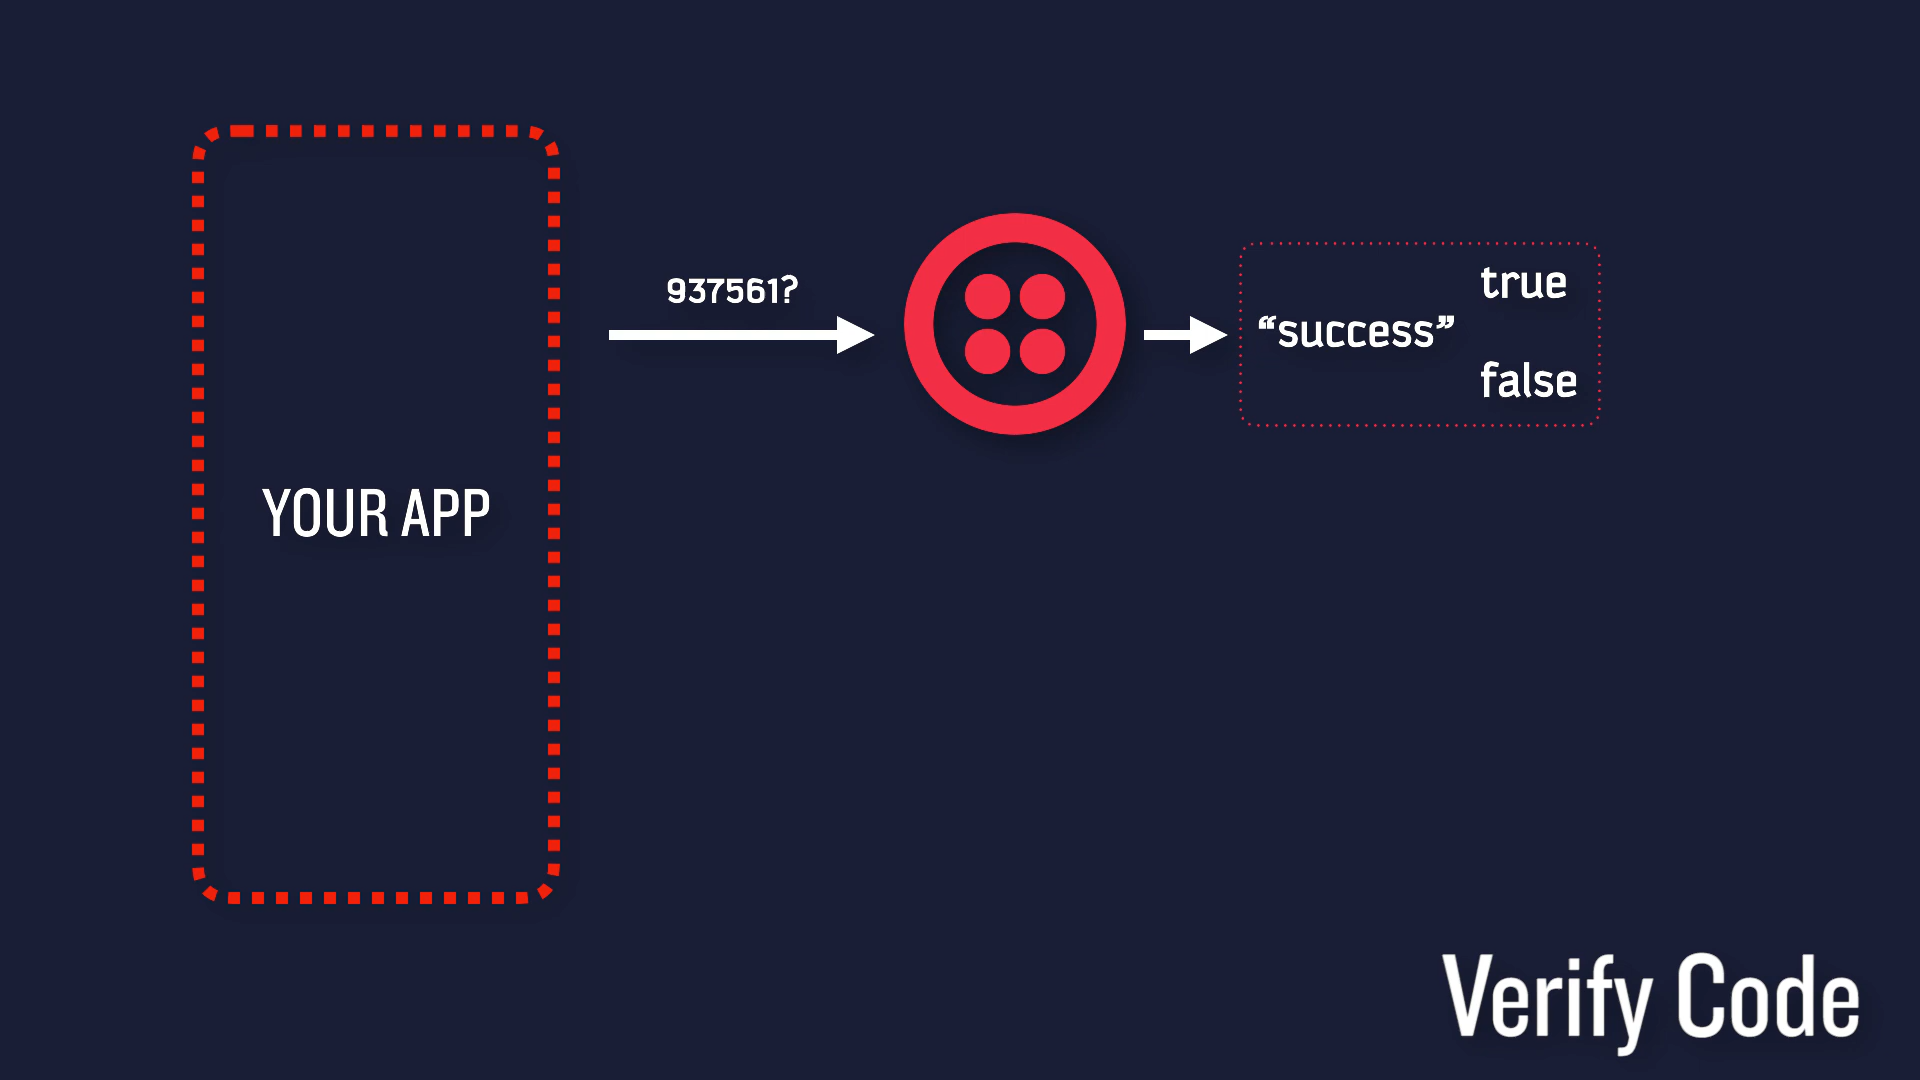 YOUR APP
937561?
“success”
true
false
Verify Code